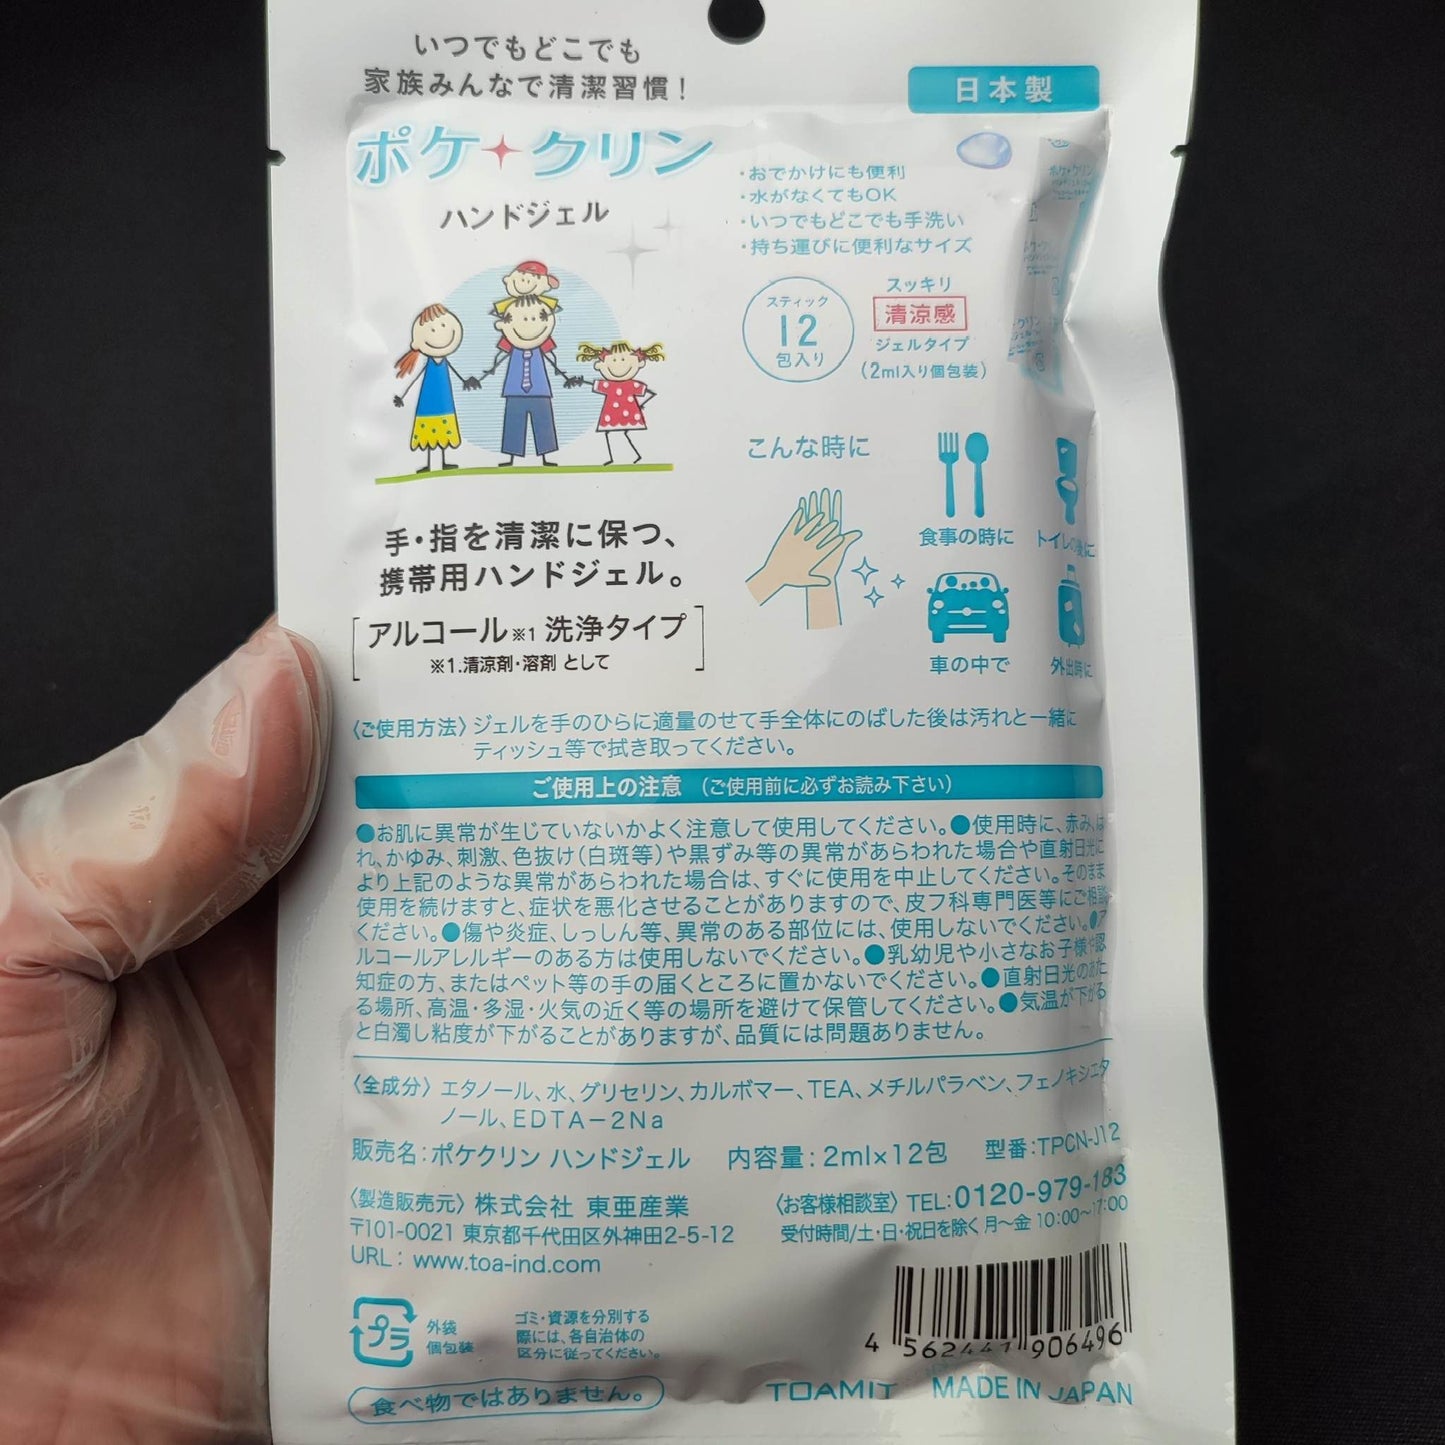 いつでもどこでも
家族みんなで清潔習慣!
日本製
ポケ クリン
ハンドジェル
・おでかけにも便利
・水がなくてもOK
・いつでもどこでも手洗い
・持ち運びに便利なサイズ
スティック
12
包入り
スッキリ
清涼感
ジェルタイプ
(2ml入り個包装)
こんな時に
食事の時に
車の中で
外出時に
手・指を清潔に保つ、
携帯用ハンドジェル。
アルコール※1 洗浄タイプ
※1.清涼剤・溶剤 として
〈ご使用方法〉ジェルを手のひらに適量のせて手全体にのばした後は汚れと一緒に
ティッシュ等で拭き取ってください。
ご使用上の注意 (ご使用前に必ずお読み下さい)
●お肌に異常が生じていないかよく注意して使用してください。●使用時に、赤み、は
れ、かゆみ、刺激、色抜け(白斑等)や黒ずみ等の異常があらわれた場合や直射日光に
より上記のような異常があらわれた場合は、すぐに使用を中止してください。そのまま
使用を続けますと、症状を悪化させることがありますので、皮フ科専門医等にご相談
ください。●傷や炎症、しっしん等、異常のある部位には、使用しないでください。●ア
ルコールアレルギーのある方は使用しないでください。●乳幼児や小さなお子様や認
知症の方、またはペット等の手の届くところに置かないでください。●直射日光のあた
る場所、高温・多湿・火気の近く等の場所を避けて保管してください。●気温が下がる
と白濁し粘度が下がることがありますが、品質には問題ありません。
〈全成分〉エタノール、水、グリセリン、カルボマー、TEA、メチルパラベン、フェノキシエタ
ノール、EDTA－2Na
販売名：ポケクリン ハンドジェル 内容量：2ml×12包 型番：TPCN-J12
〈製造販売元〉株式会社 東亜産業
〒101-0021 東京都千代田区外神田2-5-12
URL： www.toa-ind.com
〈お客様相談室〉TEL：0120-979-183
受付時間/土・日・祝日を除く 月～金 10:00～17:00
プラ
外袋
個包装
ゴミ・資源を分別する
際には、各自治体の
区分に従ってください。
食べ物ではありません。
4 562441 906496
TOAMIT MADE IN JAPAN